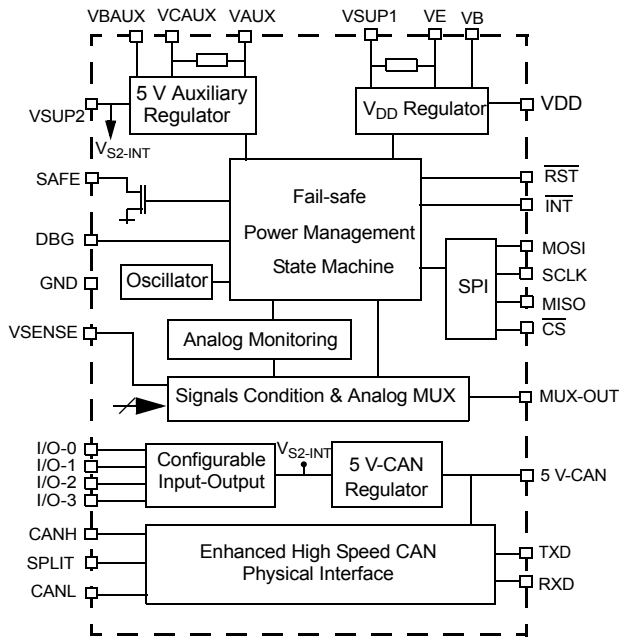 VBAUX VCAUX VAUX VSUP1 VE VB
5 V Auxiliary
Regulator
VDD Regulator
VDD
VSUP2
VS2-INT
SAFE
DBG
GND
VSENSE
Fail-safe
Power Management
State Machine
RST
INT
Oscillator
SPI
MOSI
SCLK
MISO
CS
Analog Monitoring
Signals Condition & Analog MUX
MUX-OUT
I/O-0
I/O-1
I/O-2
I/O-3
Configurable
Input-Output
VS2-INT
5 V-CAN
Regulator
5 V-CAN
CANH
SPLIT
CANL
Enhanced High Speed CAN
Physical Interface
TXD
RXD